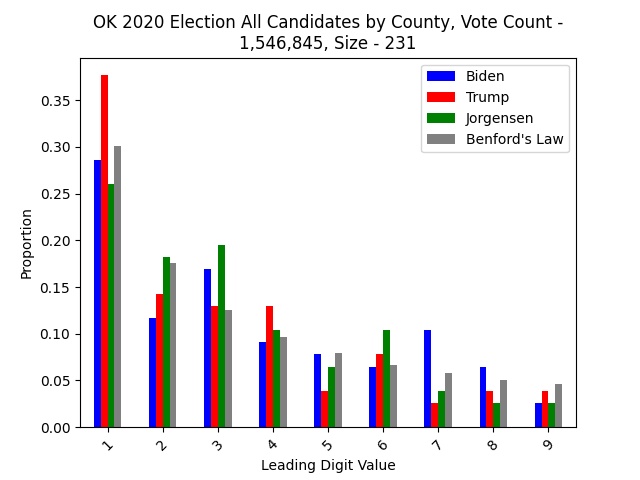 OK 2020 Election All Candidates by County, Vote Count -
1,546,845, Size - 231
Biden
Trump
Jorgensen
Benford's Law
Proportion
0.35
0.30
0.25
0.20
0.15
0.10
0.05
0.00
1 2 3 4 5 6 7 8 9
Leading Digit Value